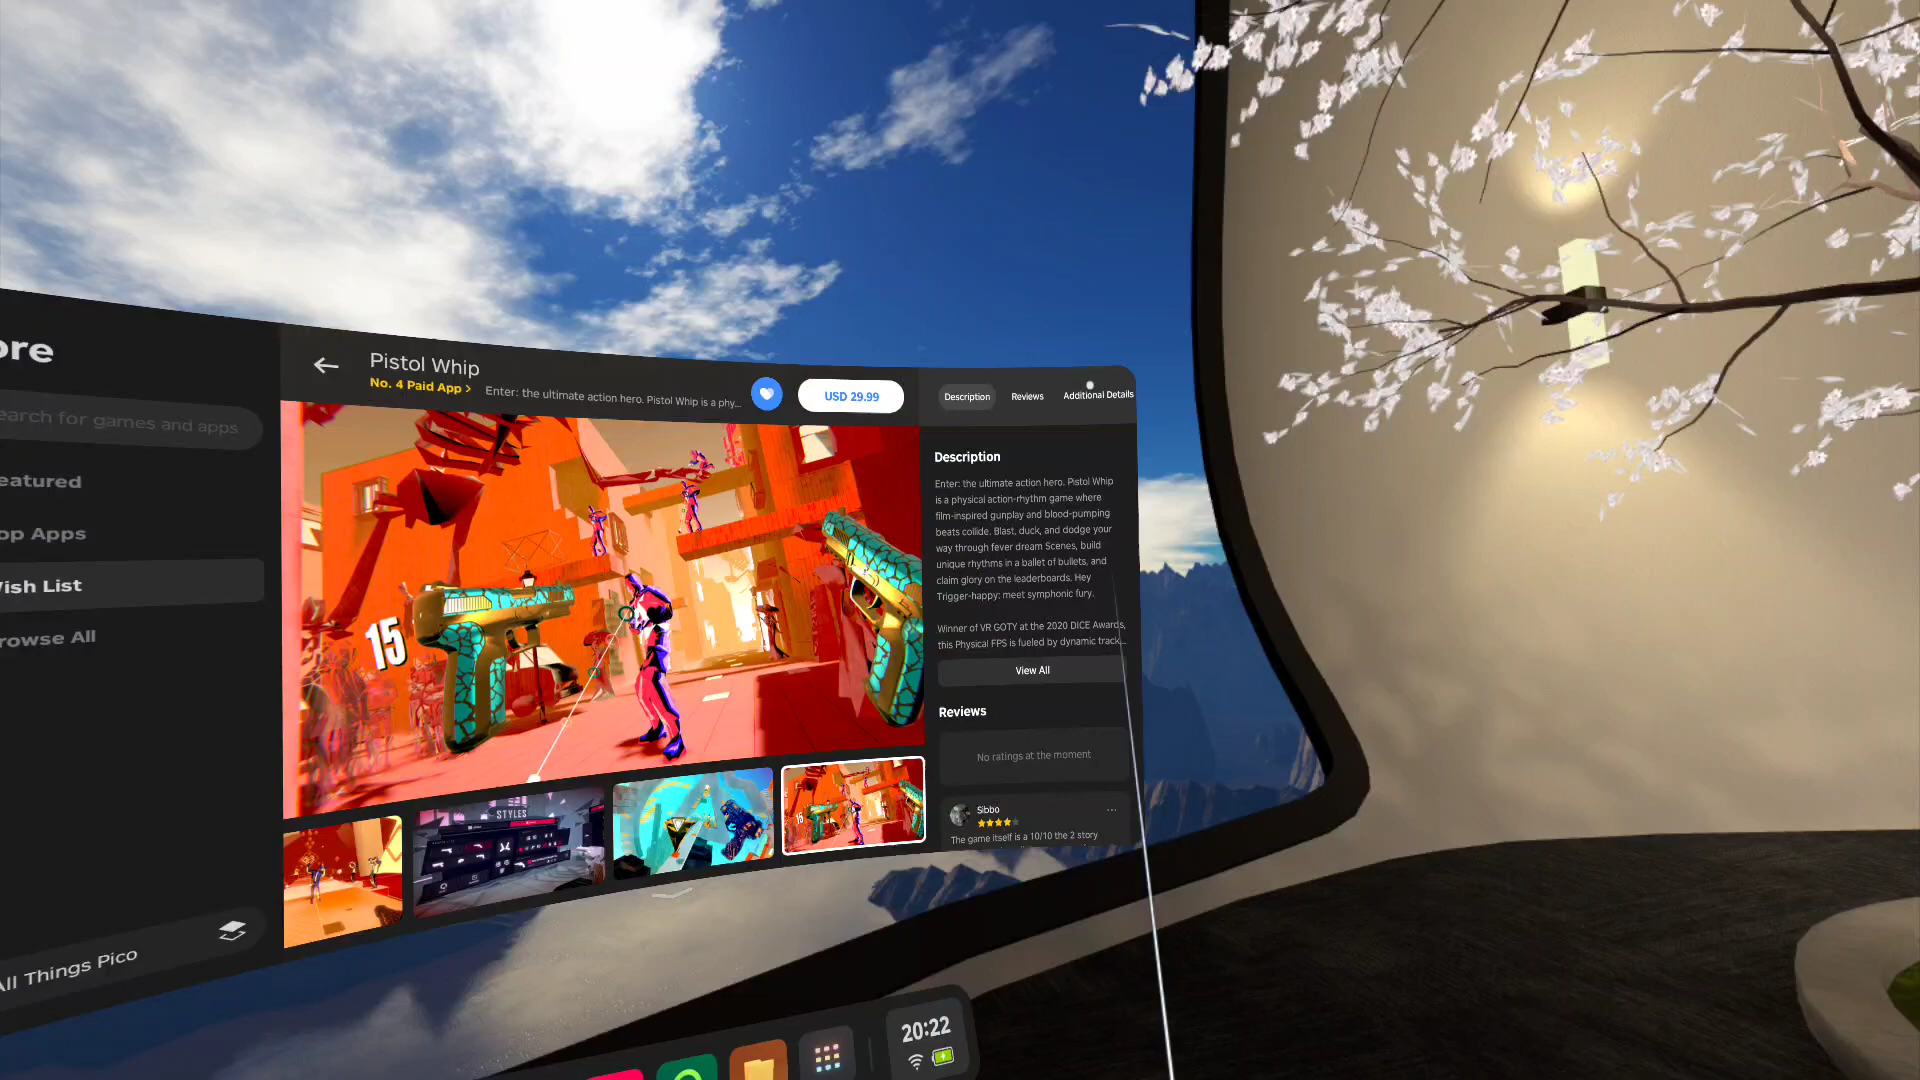 ore
earch for games and apps
eatured
op Apps
ish List
rowse All
All Things Pico
Pistol Whip
No. 4 Paid App >
Enter: the ultimate action hero. Pistol Whip is a phy...
USD 29.99
15
STYLES
Description
Reviews
Additional Details
Description
Enter: the ultimate action hero. Pistol Whip
is a physical action-rhythm game where
film-inspired gunplay and blood-pumping
beats collide. Blast, duck, and dodge your
way through fever dream Scenes, build
unique rhythms in a ballet of bullets, and
claim glory on the leaderboards. Hey
Trigger-happy: meet symphonic fury.
Winner of VR GOTY at the 2020 DICE Awards,
this Physical FPS is fueled by dynamic track...
View All
Reviews
No ratings at the moment
Sibbo
The game itself is a 10/10 the 2 story
20:22